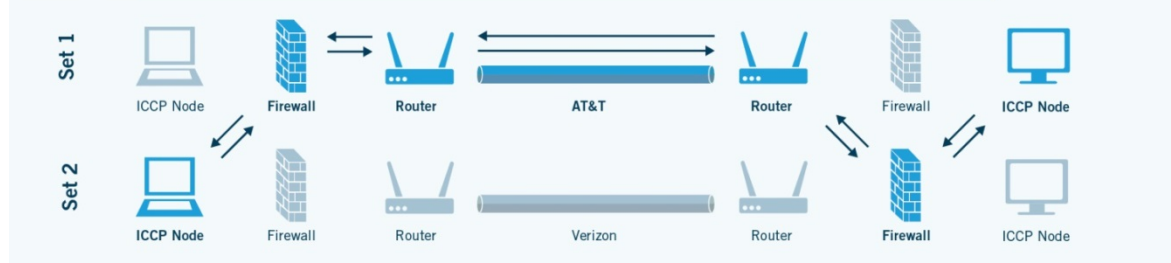 Set 1
ICCP Node
Firewall
Router
AT&T
Router
Firewall
ICCP Node
Set 2
ICCP Node
Firewall
Router
Verizon
Router
Firewall
ICCP Node